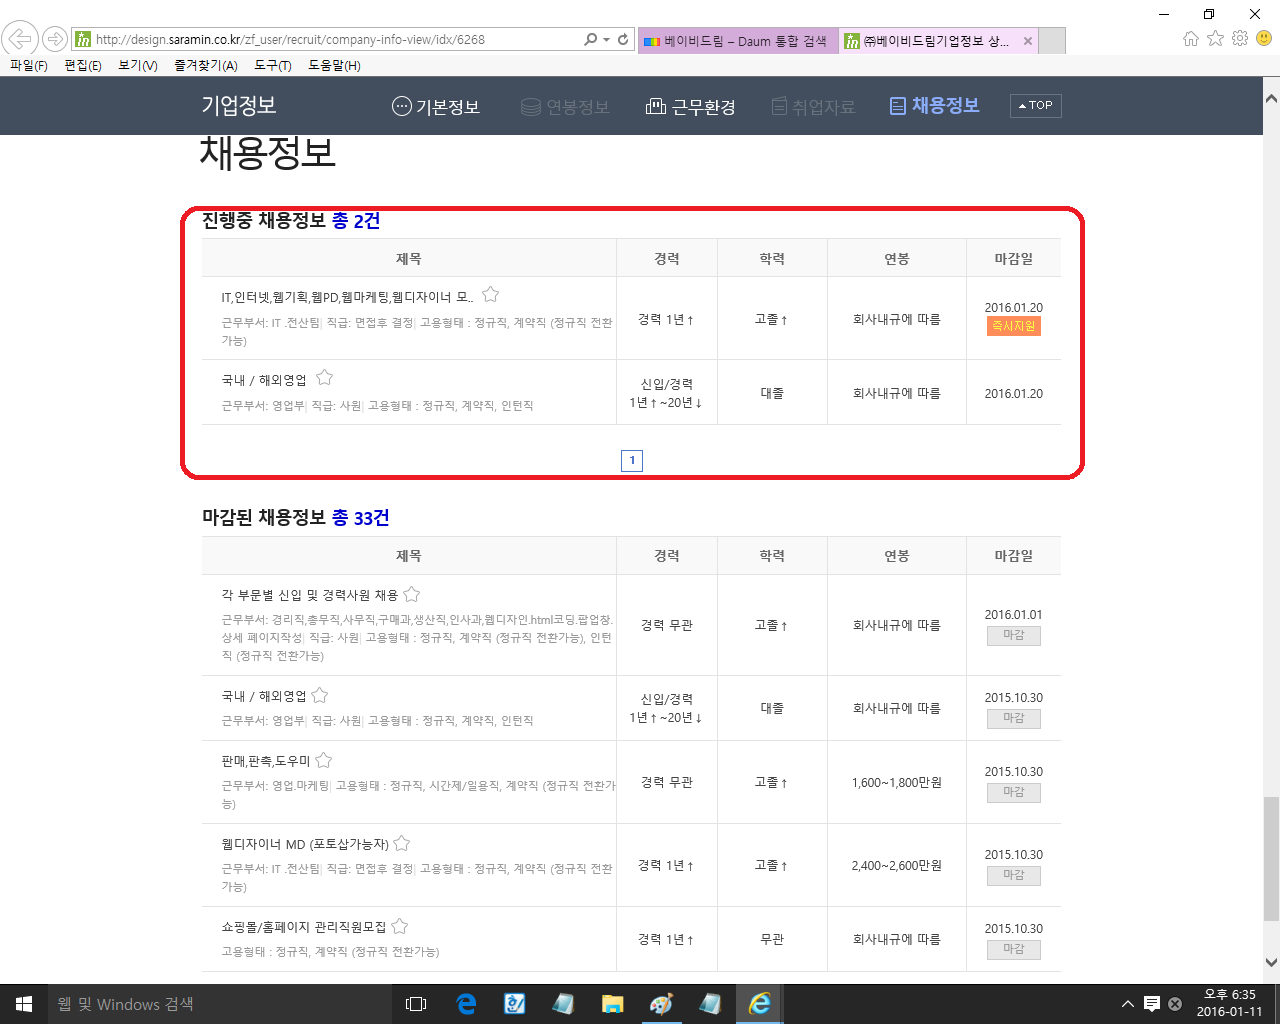 http://design.saramin.co.kr/zf_user/recruit/company-info-view/idx/6268
베이비드림 – Daum 통합 검색
㈜베이비드림기업정보 상...
파일(F) 편집(E) 보기(V) 즐겨찾기(A) 도구(T) 도움말(H)
기업정보 기본정보 연봉정보 근무환경 취업자료 채용정보 TOP
채용정보
진행중 채용정보 총 2건
제목 경력 학력 연봉 마감일
IT,인터넷,웹기획,웹PD,웹마케팅,웹디자이너 모..
근무부서: IT .전산팀| 직급: 면접후 결정| 고용형태 : 정규직, 계약직 (정규직 전환
가능)
경력 1년↑
고졸↑
회사내규에 따름
2016.01.20
즉시지원
국내 / 해외영업
근무부서: 영업부| 직급: 사원| 고용형태 : 정규직, 계약직, 인턴직
신입/경력
1년↑~20년↓
대졸
회사내규에 따름
2016.01.20
1
마감된 채용정보 총 33건
제목 경력 학력 연봉 마감일
각 부문별 신입 및 경력사원 채용
근무부서: 경리직,총무직,사무직,구매과,생산직,인사과,웹디자인.html코딩.팝업창.
상세 페이지작성| 직급: 사원| 고용형태 : 정규직, 계약직 (정규직 전환가능), 인턴
직 (정규직 전환가능)
경력 무관
고졸↑
회사내규에 따름
2016.01.01
마감
국내 / 해외영업
근무부서: 영업부| 직급: 사원| 고용형태 : 정규직, 계약직, 인턴직
신입/경력
1년↑~20년↓
대졸
회사내규에 따름
2015.10.30
마감
판매,판촉,도우미
근무부서: 영업.마케팅| 고용형태 : 정규직, 시간제/일용직, 계약직 (정규직 전환가
능)
경력 무관
고졸↑
1,600~1,800만원
2015.10.30
마감
웹디자이너 MD (포토샵가능자)
근무부서: IT .전산팀| 직급: 면접후 결정| 고용형태 : 정규직, 계약직 (정규직 전환
가능)
경력 1년↑
고졸↑
2,400~2,600만원
2015.10.30
마감
쇼핑몰/홈페이지 관리직원모집
고용형태 : 정규직, 계약직 (정규직 전환가능)
경력 1년↑
무관
회사내규에 따름
2015.10.30
마감
웹 및 Windows 검색
오후 6:35
2016-01-11